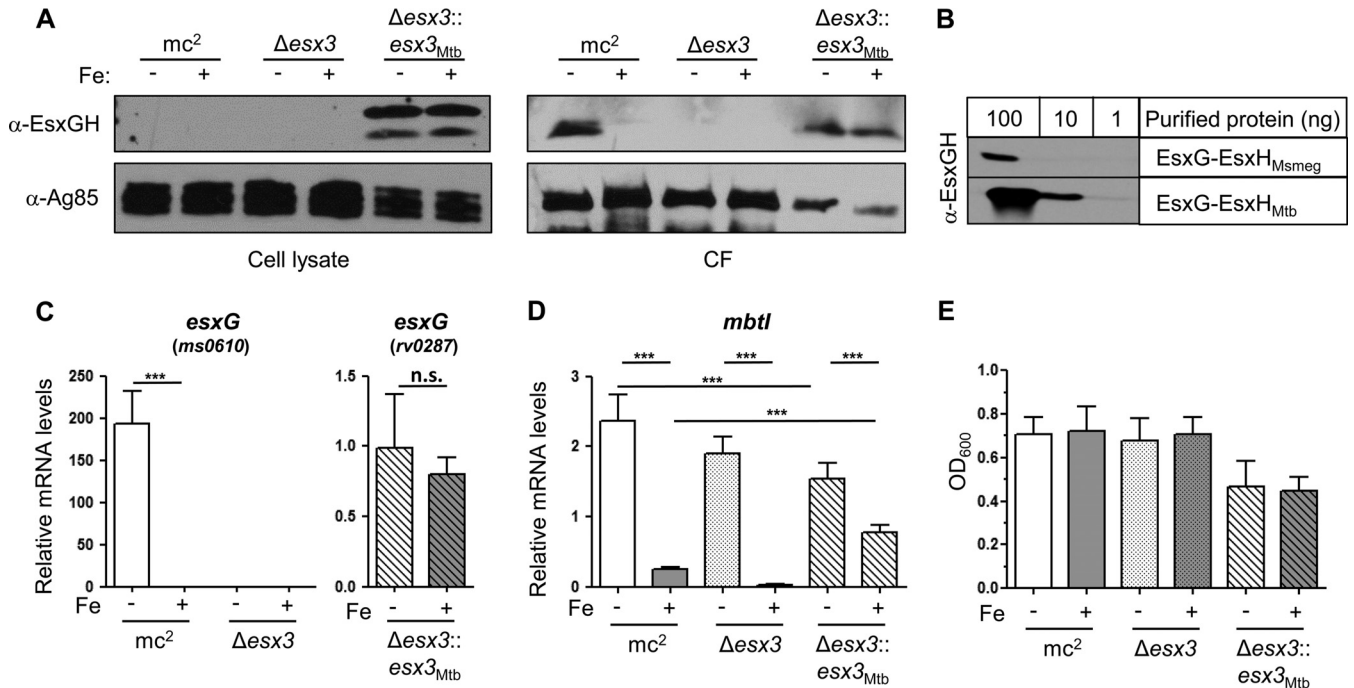 A
mc²
Δesx3
Δesx3::
esx3Mtb
mc²
Δesx3
Δesx3::
esx3Mtb
Fe: - + - + - + - + - + - +
α-EsxGH
α-Ag85
Cell lysate
CF
B
100 10 1 Purified protein (ng)
α-EsxGH
EsxG-EsxHMsmeg
EsxG-EsxHMtb
C
esxG
(ms0610)
esxG
(rv0287)
Relative mRNA levels
250
200
150
100
50
0
***
1.5
1.0
0.5
0.0
n.s.
Fe - + - + - +
mc² Δesx3 Δesx3::
esx3Mtb
D
mbtI
Relative mRNA levels
3
2
1
0
*** *** ***
***
***
Fe - + - + - +
mc² Δesx3 Δesx3::
esx3Mtb
E
OD600
1.0
0.8
0.6
0.4
0.2
0.0
Fe - + - + - +
mc² Δesx3 Δesx3::
esx3Mtb